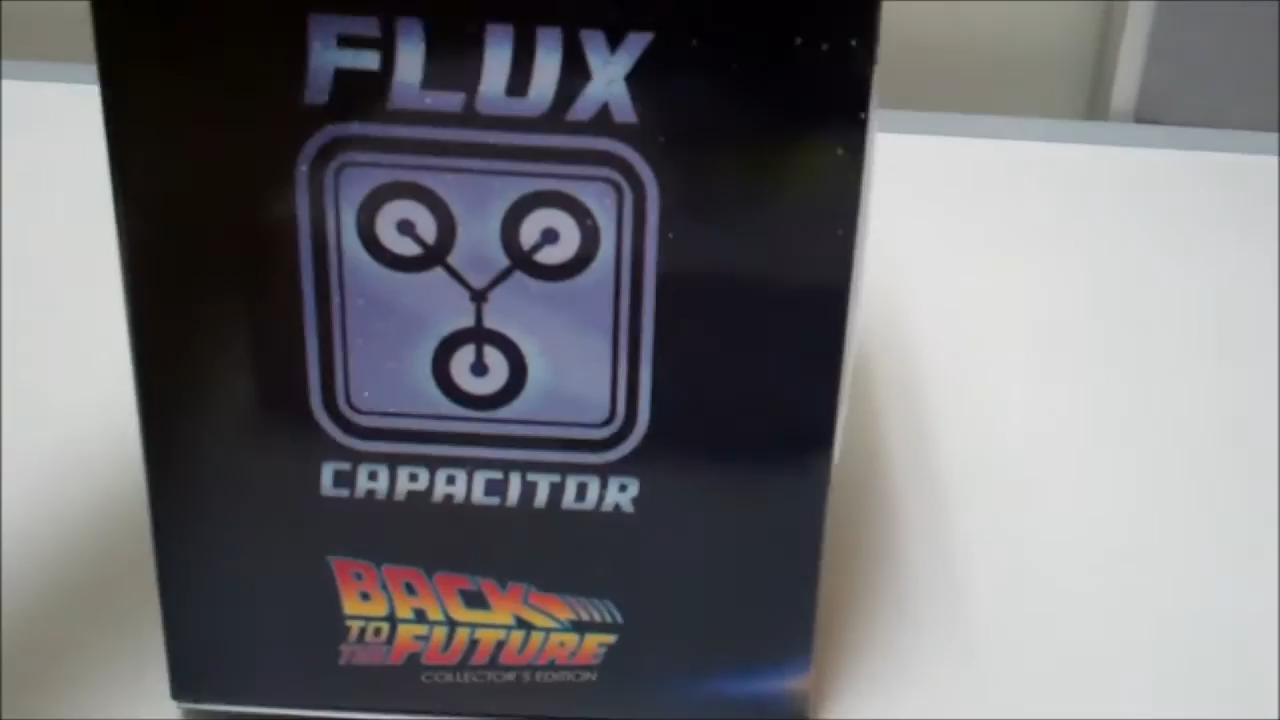 FLUX
CAPACITOR
BACK
TO
THE FUTURE
COLLECTOR'S EDITION